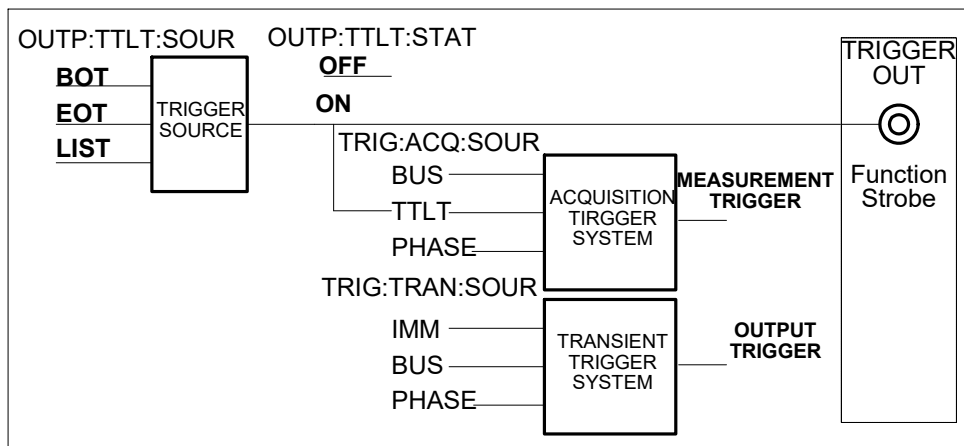 OUTP:TTLT:SOUR
BOT
EOT
LIST
TRIGGER
SOURCE
OUTP:TTLT:STAT
OFF
ON
TRIG:ACQ:SOUR
BUS
TTLT
PHASE
ACQUISITION
TIRGGER
SYSTEM
MEASUREMENT
TRIGGER
TRIG:TRAN:SOUR
IMM
BUS
PHASE
TRANSIENT
TRIGGER
SYSTEM
OUTPUT
TRIGGER
TRIGGER
OUT
Function
Strobe